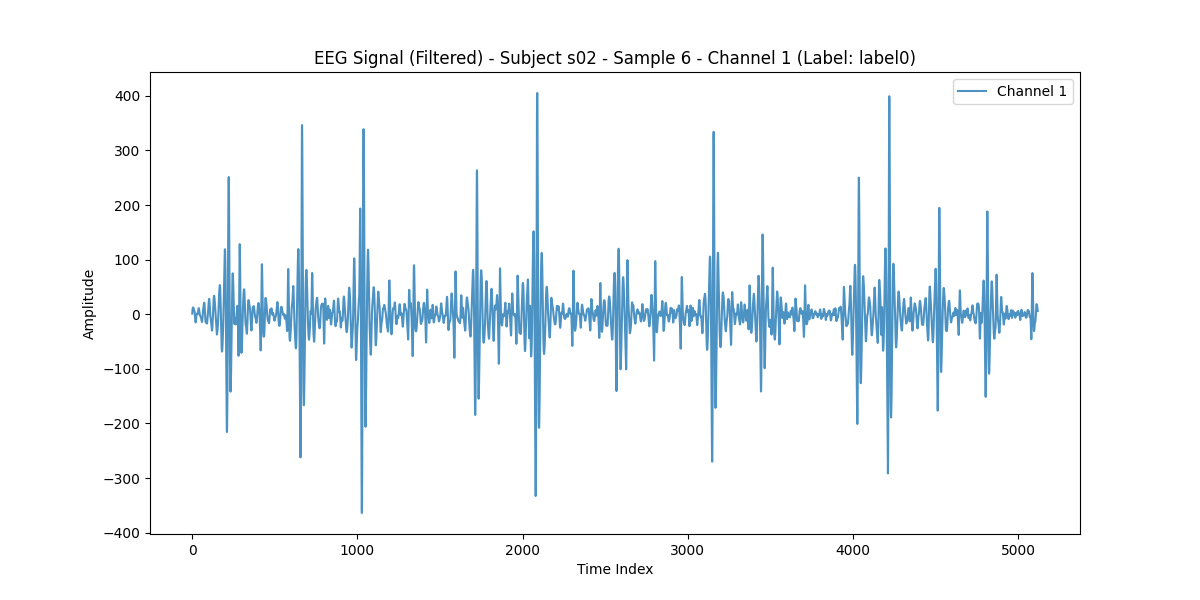 EEG Signal (Filtered) - Subject s02 - Sample 6 - Channel 1 (Label: label0)
Channel 1
400
300
200
100
0
−100
−200
−300
−400
Amplitude
0 1000 2000 3000 4000 5000
Time Index